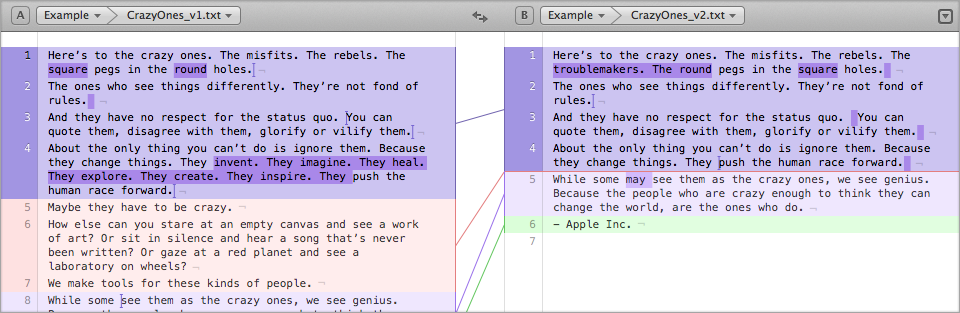 A Example CrazyOnes_v1.txt
1 Here's to the crazy ones. The misfits. The rebels. The
square pegs in the round holes. ¬
2 The ones who see things differently. They're not fond of
rules. ¬
3 And they have no respect for the status quo. You can
quote them, disagree with them, glorify or vilify them. ¬
4 About the only thing you can't do is ignore them. Because
they change things. They invent. They imagine. They heal.
They explore. They create. They inspire. They push the
human race forward. ¬
5 Maybe they have to be crazy. ¬
6 How else can you stare at an empty canvas and see a work
of art? Or sit in silence and hear a song that's never
been written? Or gaze at a red planet and see a
laboratory on wheels? ¬
7 We make tools for these kinds of people. ¬
8 While some see them as the crazy ones, we see genius.
B Example CrazyOnes_v2.txt
1 Here's to the crazy ones. The misfits. The rebels. The
troublemakers. The round pegs in the square holes. ¬
2 The ones who see things differently. They're not fond of
rules. ¬
3 And they have no respect for the status quo. You can
quote them, disagree with them, glorify or vilify them. ¬
4 About the only thing you can't do is ignore them. Because
they change things. They push the human race forward. ¬
5 While some may see them as the crazy ones, we see genius.
Because the people who are crazy enough to think they can
change the world, are the ones who do. ¬
6 – Apple Inc. ¬
7